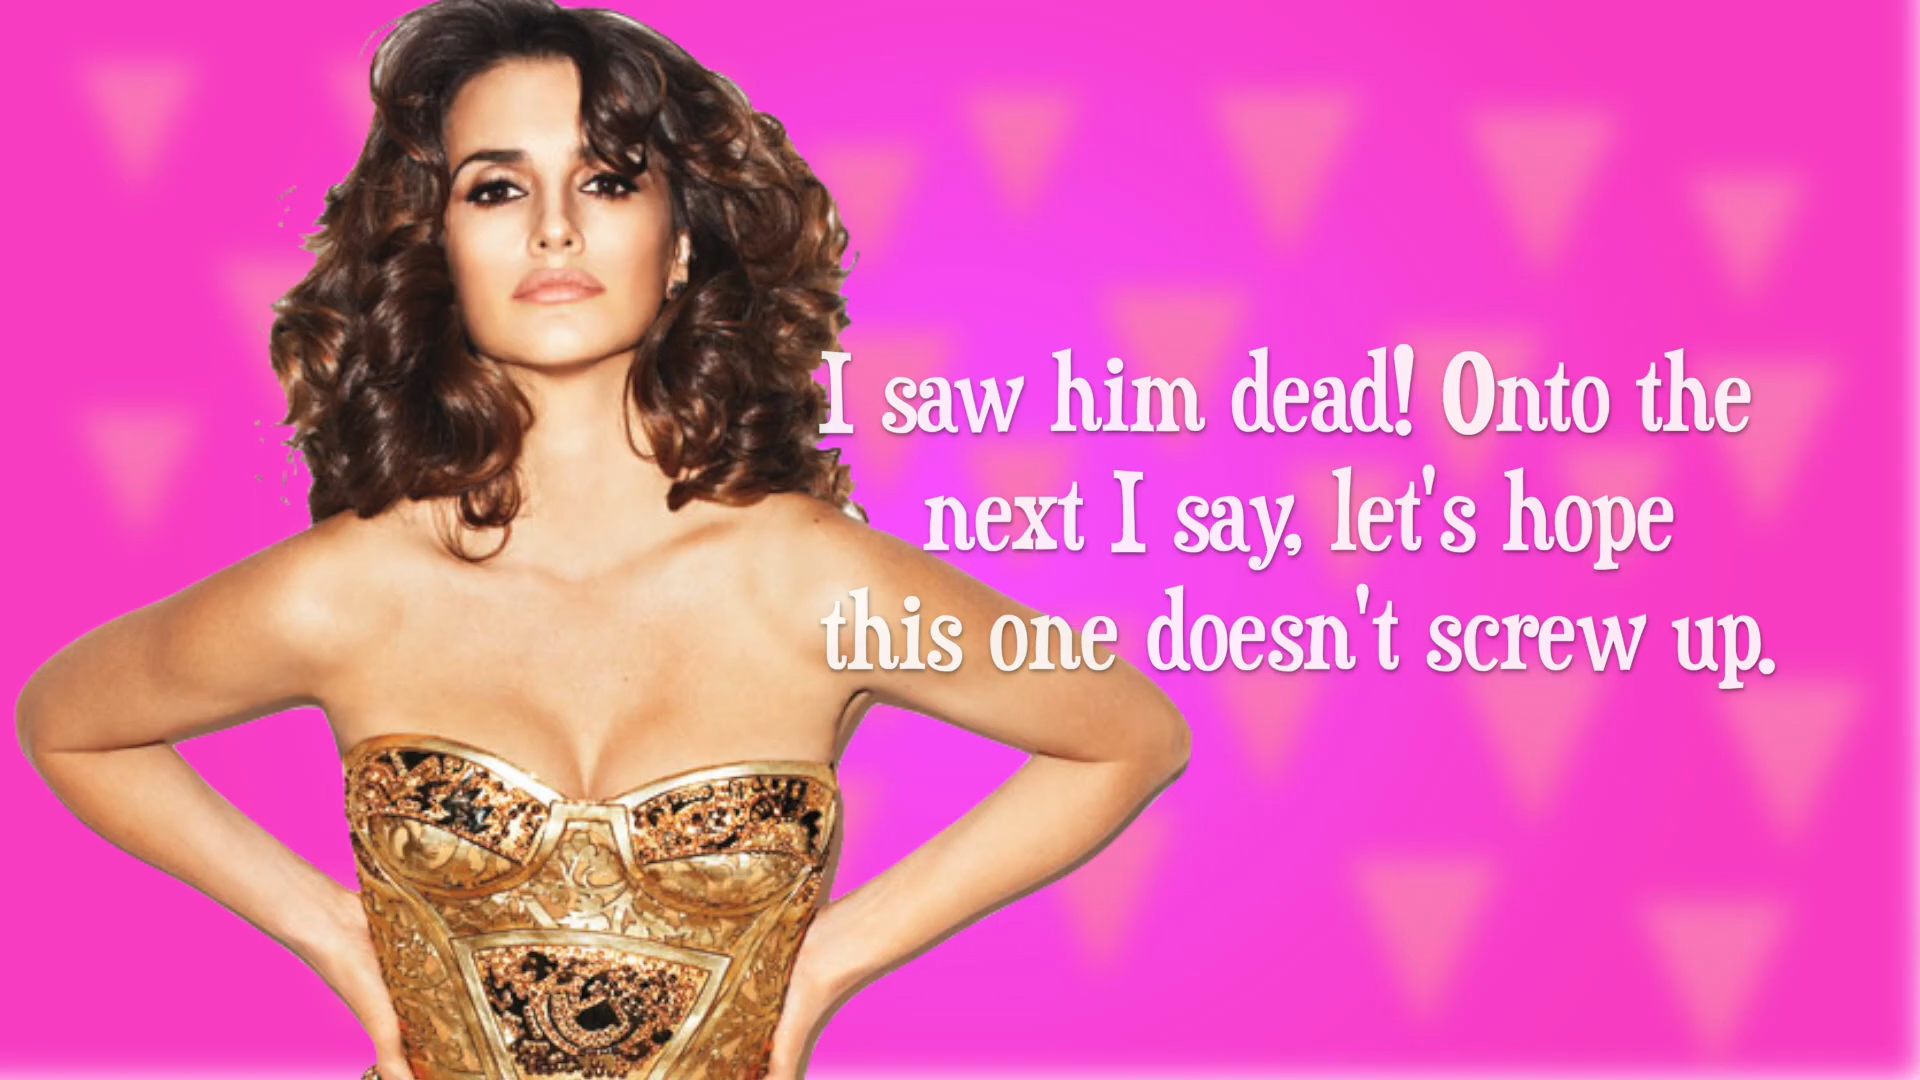 I saw him dead! Onto the
next I say, let's hope
this one doesn't screw up.